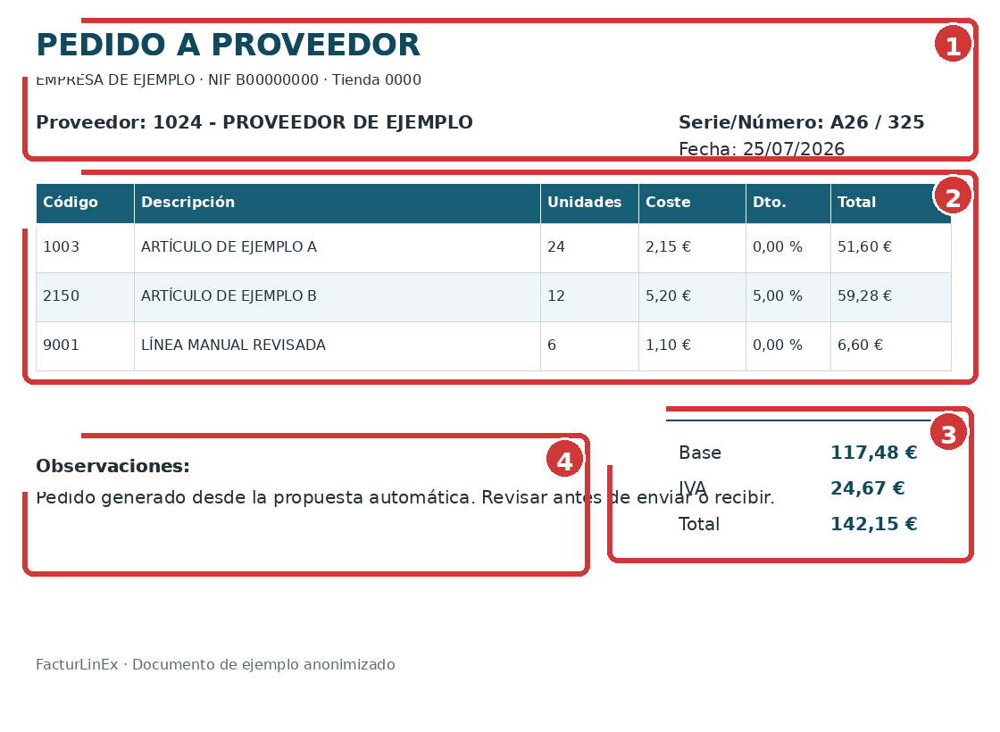 PEDIDO A PROVEEDOR
1
EMPRESA DE EJEMPLO · NIF B00000000 · Tienda 0000
Proveedor: 1024 - PROVEEDOR DE EJEMPLO
Serie/Número: A26 / 325
Fecha: 25/07/2026
2
Código Descripción Unidades Coste Dto. Total
1003 ARTÍCULO DE EJEMPLO A 24 2,15 € 0,00 % 51,60 €
2150 ARTÍCULO DE EJEMPLO B 12 5,20 € 5,00 % 59,28 €
9001 LÍNEA MANUAL REVISADA 6 1,10 € 0,00 % 6,60 €
3
Base 117,48 €
IVA 24,67 €
Total 142,15 €
4
Observaciones:
Pedido generado desde la propuesta automática. Revisar antes de enviar o recibir.
FacturLinEx · Documento de ejemplo anonimizado